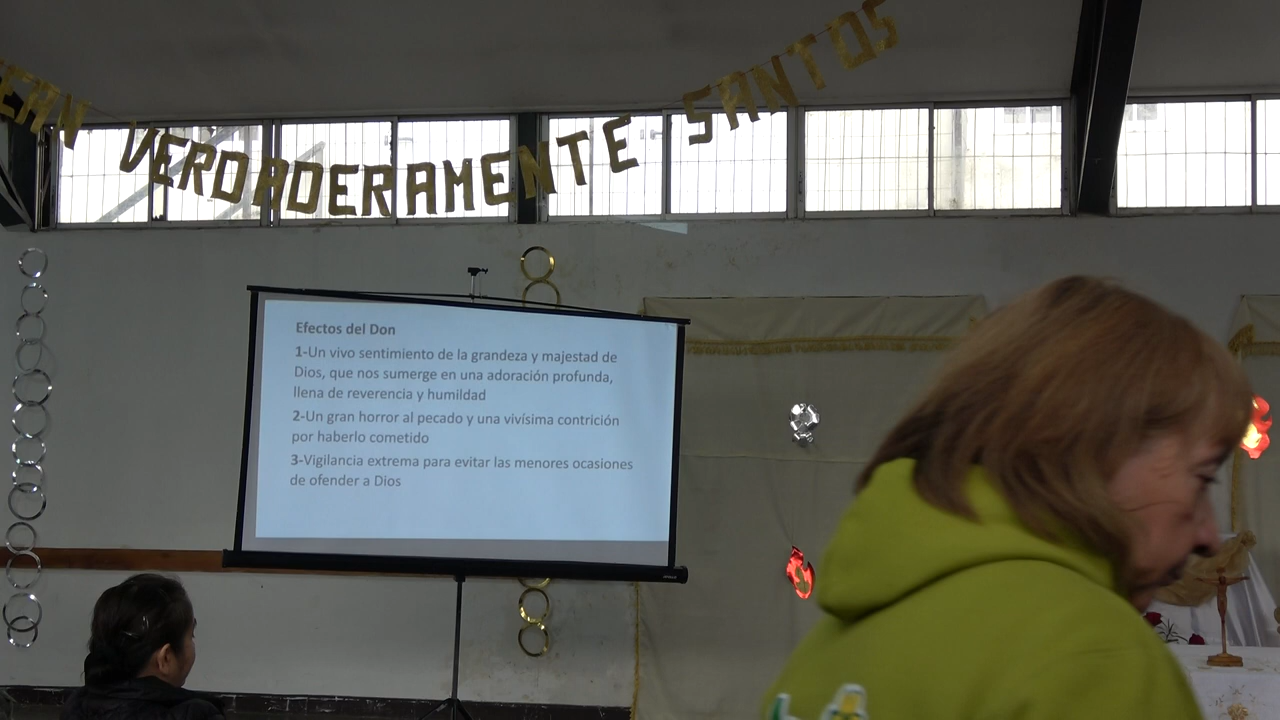 EAN VERDADERAMENTE SANTOS
Efectos del Don
1-Un vivo sentimiento de la grandeza y majestad de
Dios, que nos sumerge en una adoración profunda,
llena de reverencia y humildad
2-Un gran horror al pecado y una vivísima contrición
por haberlo cometido
3-Vigilancia extrema para evitar las menores ocasiones
de ofender a Dios